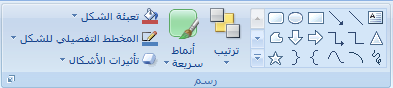 تعبئة الشكل
المخطط التفصيلي للشكل
تأثيرات الأشكال
أنماط
سريعة
ترتيب
رسم